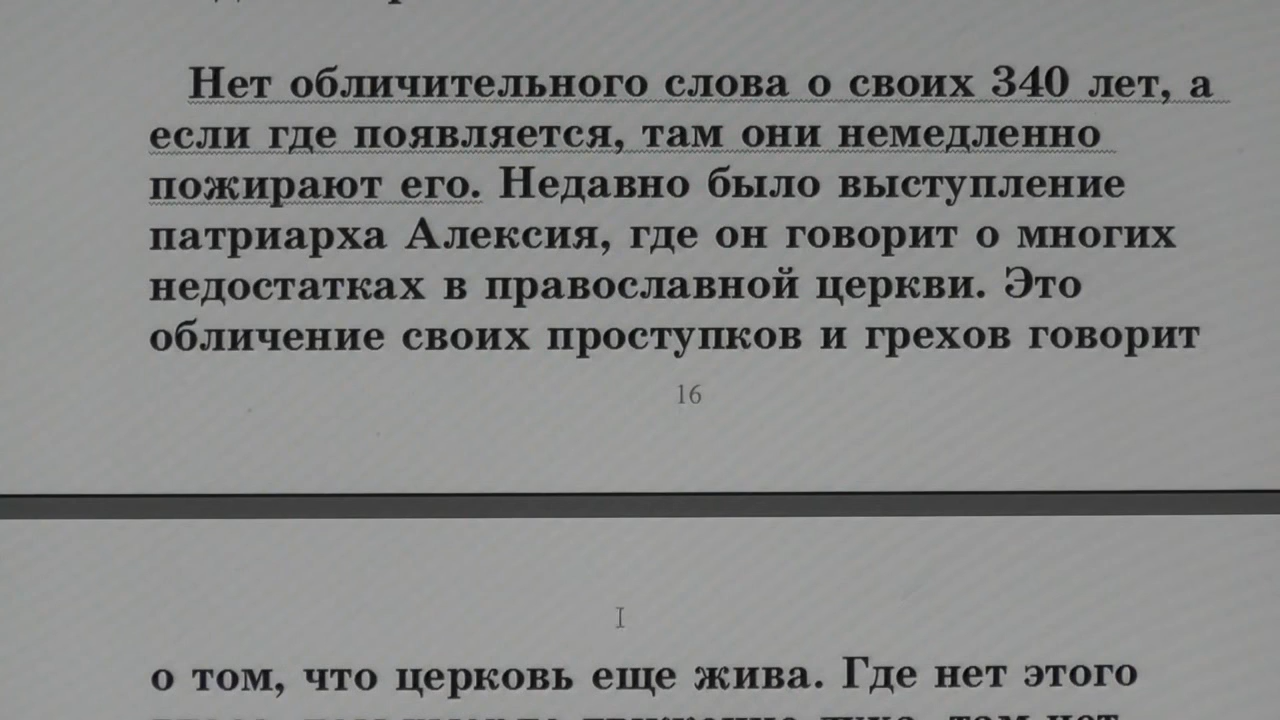 Нет обличительного слова о своих 340 лет, а
если где появляется, там они немедленно
пожирают его. Недавно было выступление
патриарха Алексия, где он говорит о многих
недостатках в православной церкви. Это
обличение своих проступков и грехов говорит
16
о том, что церковь еще жива. Где нет этого